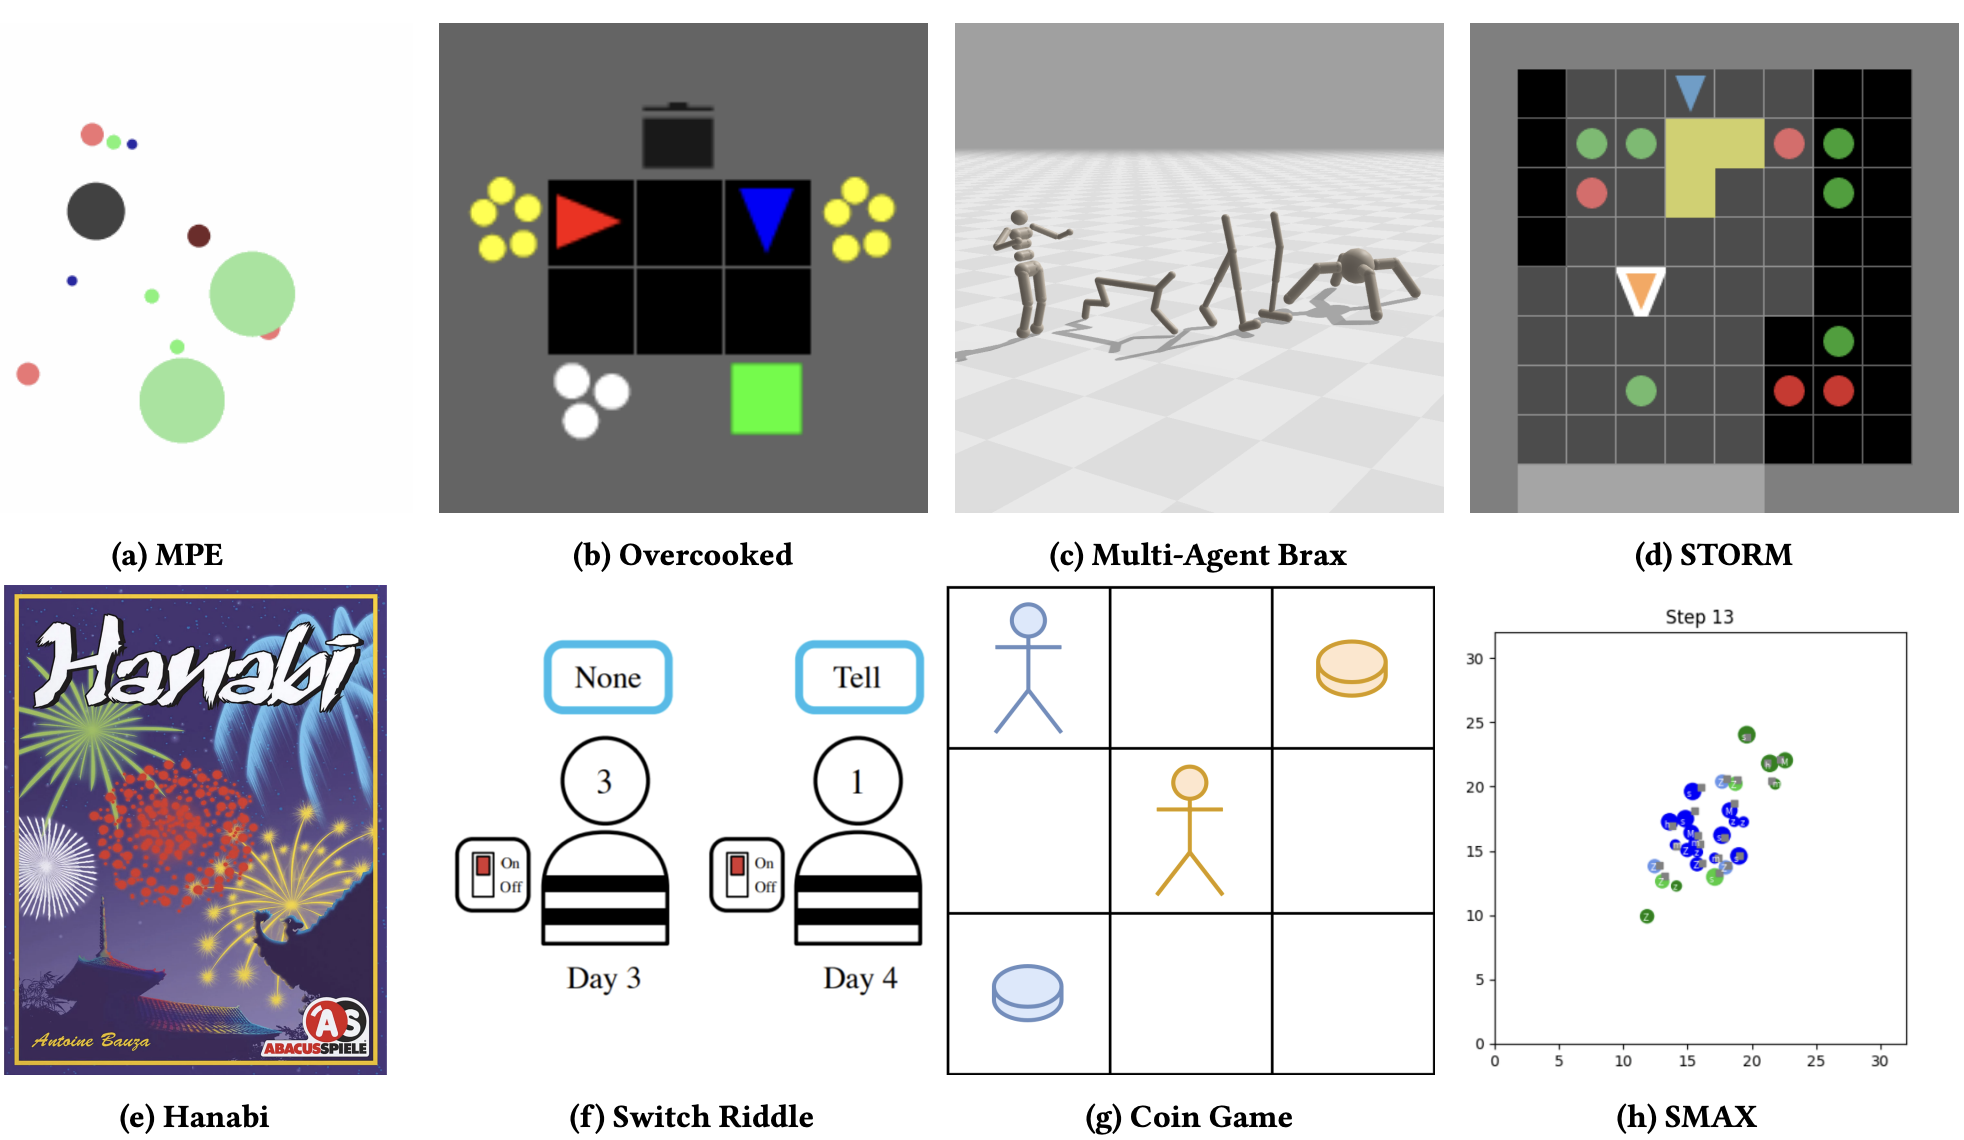 (a) MPE
(b) Overcooked
(c) Multi-Agent Brax
(d) STORM
Hanabi
Antoine Bauza
AS
ABACUSSPIELE
None
Tell
3
1
On
Off
On
Off
Day 3
Day 4
Step 13
30
25
20
15
10
5
0
0
5
10
15
20
25
30
(e) Hanabi
(f) Switch Riddle
(g) Coin Game
(h) SMAX